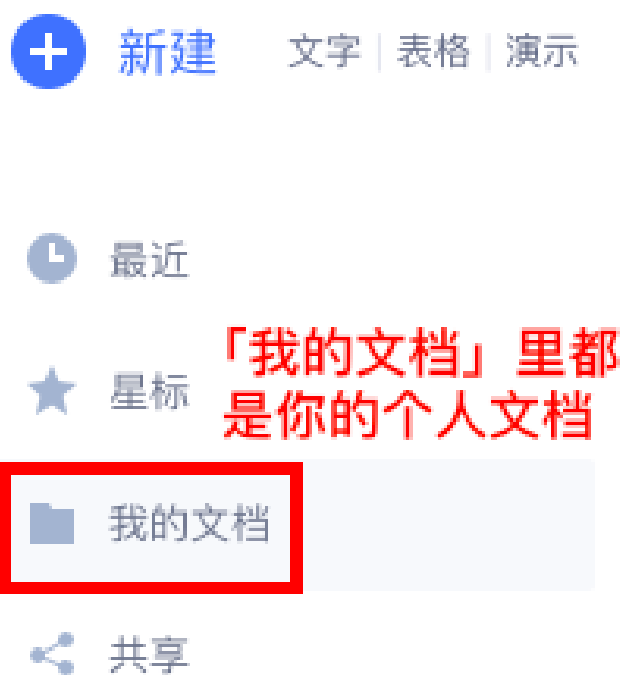 新建 文字 | 表格 | 演示
最近
「我的文档」里都
星标
是你的个人文档
我的文档
共享